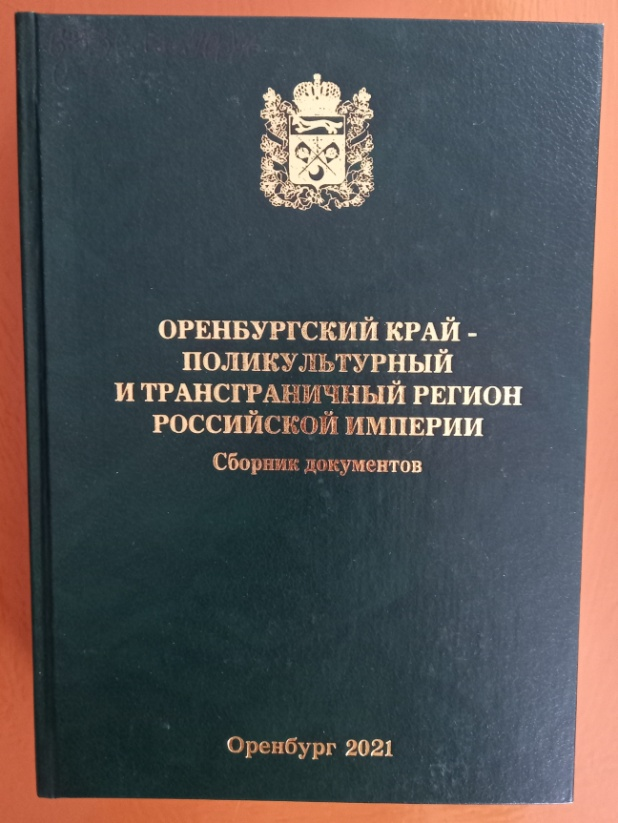 ОРЕНБУРГСКИЙ КРАЙ -
ПОЛИКУЛЬТУРНЫЙ
И ТРАНСГРАНИЧНЫЙ РЕГИОН
РОССИЙСКОЙ ИМПЕРИИ
Сборник документов
Оренбург 2021